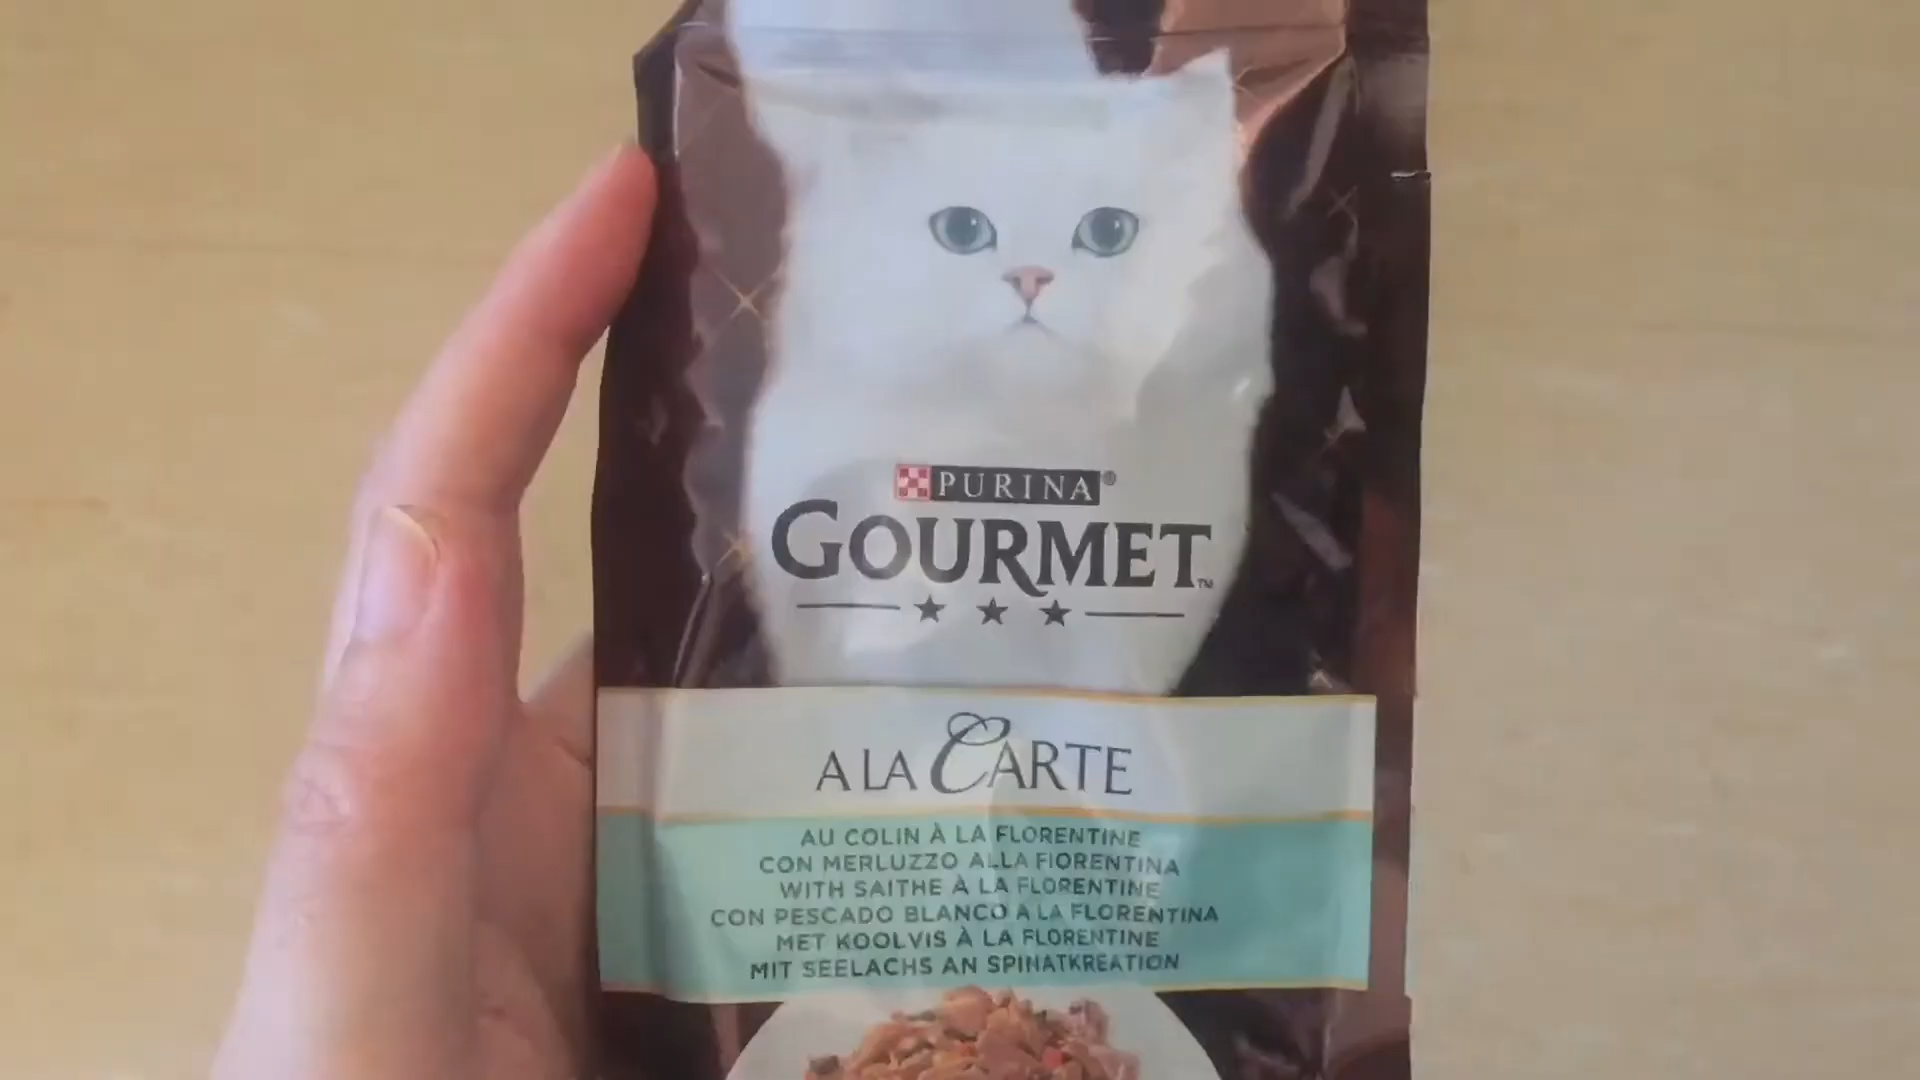 PURINA®
GOURMET™
A LA CARTE
AU COLIN À LA FLORENTINE
CON MERLUZZO ALLA FIORENTINA
WITH SAITHE À LA FLORENTINE
CON PESCADO BLANCO A LA FLORENTINA
MET KOOLVIS À LA FLORENTINE
MIT SEELACHS AN SPINATKREATION